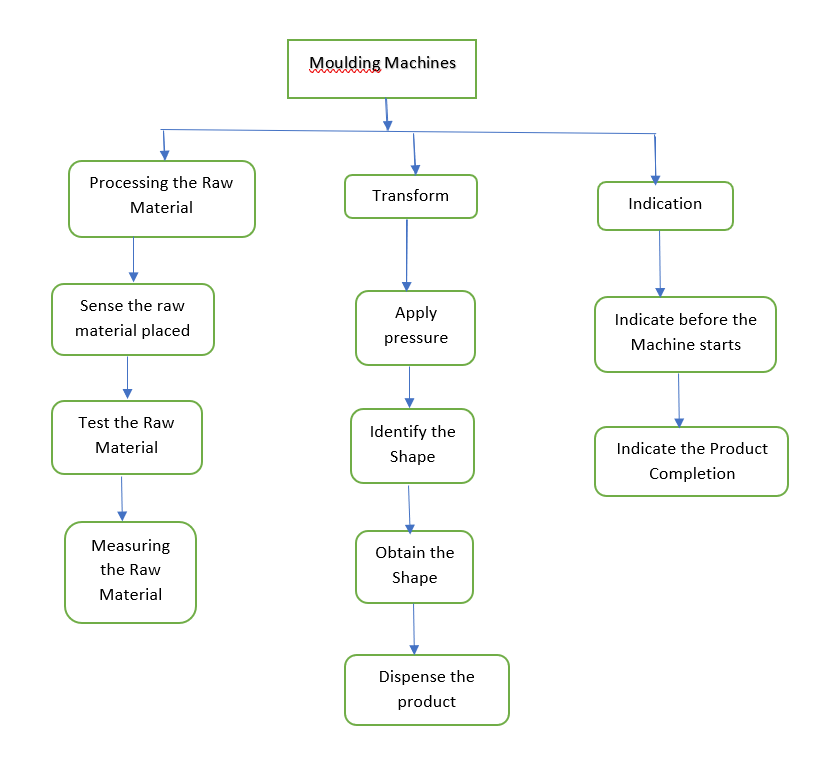 Moulding Machines
Processing the Raw
Material
Transform
Indication
Sense the raw
material placed
Apply
pressure
Indicate before the
Machine starts
Test the Raw
Material
Identify the
Shape
Indicate the Product
Completion
Measuring
the Raw
Material
Obtain the
Shape
Dispense the
product